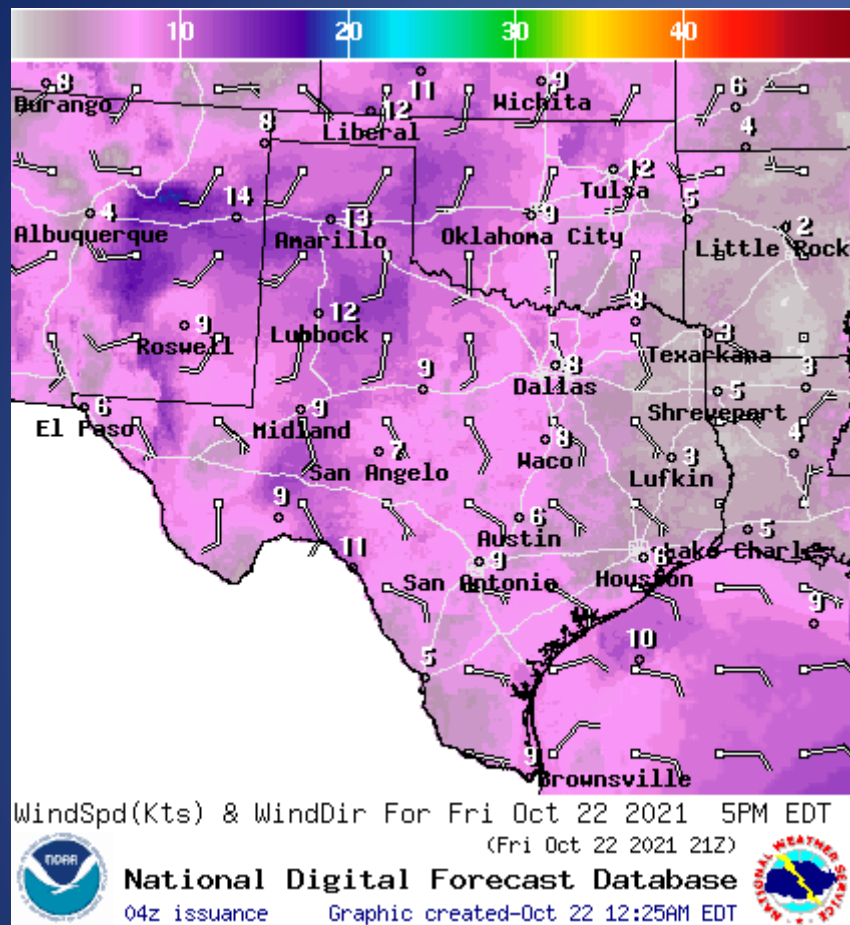 10 20 30 40
8 11 9 6
Durango Wichita
12
Liberal
8 4
12
Tulsa
4 14 13 9 5 2
Albuquerque Amarillo Oklahoma City Little Rock
9 12 8
Roswell Lubbock Texarkana 3
9 8
Dallas
5 3
Shreveport
6 9
El Paso Midland
7 8 4
San Angelo Waco 3
Lufkin
9 6 5
Austin
11 9 6 Lake Charles
San Antonio Houston
9
10
5
9
Brownsville
WindSpd(Kts) & WindDir For Fri Oct 22 2021 5PM EDT
(Fri Oct 22 2021 21Z)
NOAA
National Digital Forecast Database
04z issuance Graphic created-Oct 22 12:25AM EDT
NATIONAL WEATHER SERVICE